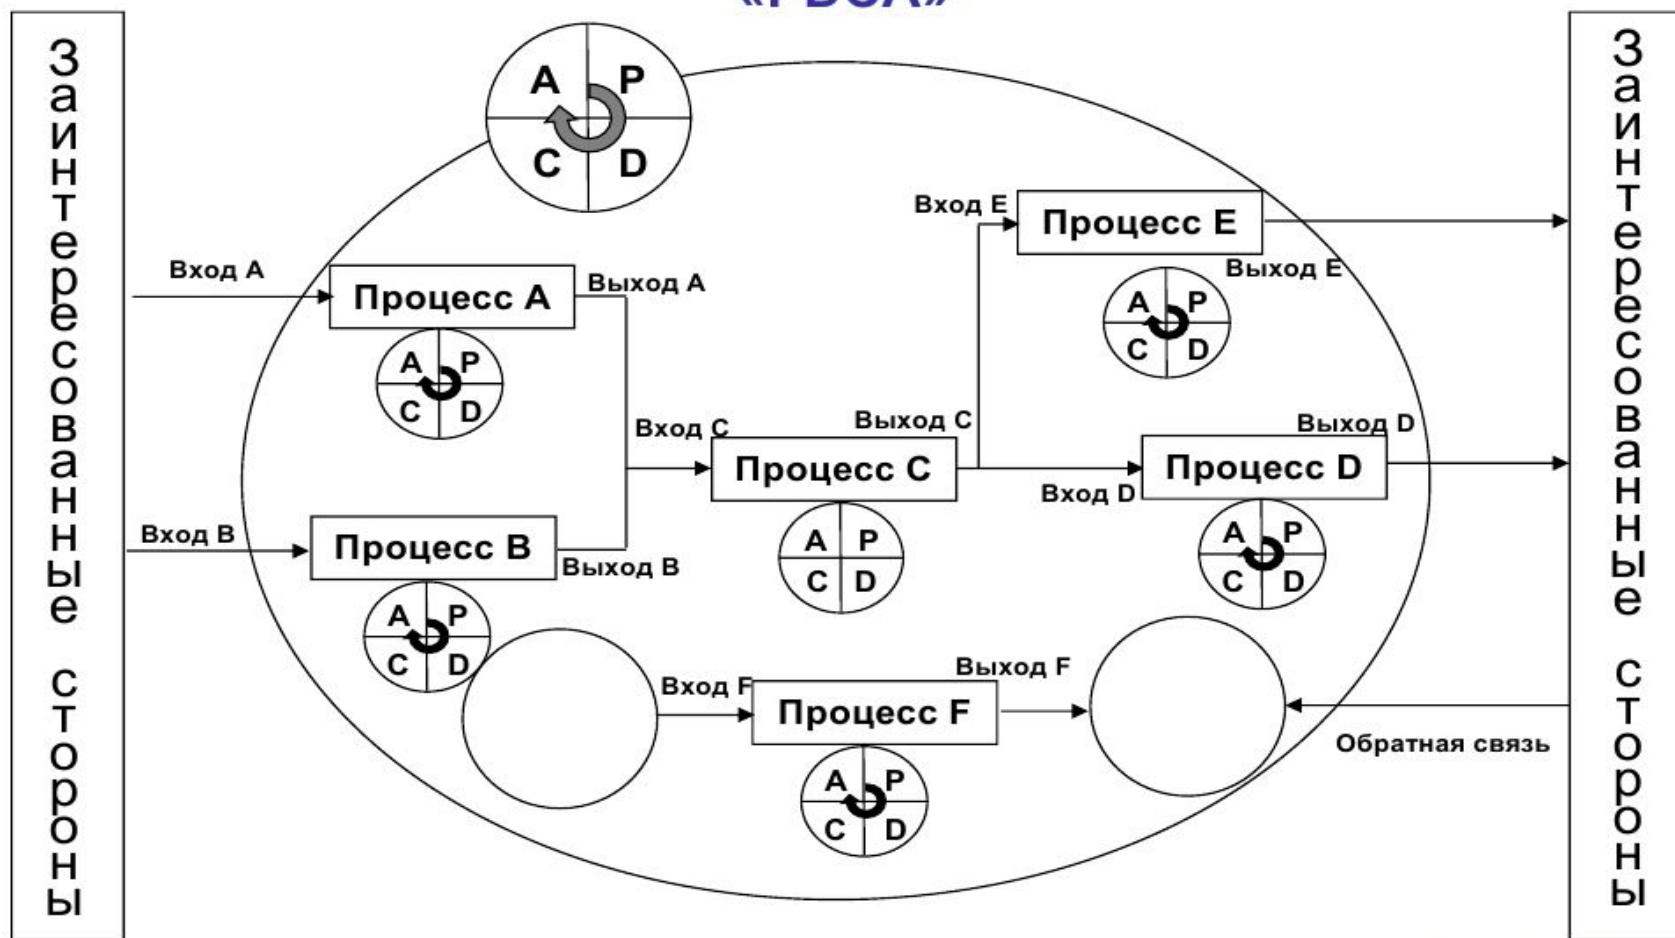 «PDCA»
Заинтересованные стороны
A P
C D
Вход A
Процесс A
Выход A
A P
C D
Вход B
Процесс B
Выход B
A P
C D
Вход C
Процесс C
Выход C
A P
C D
Вход E
Процесс E
Выход E
A P
C D
Вход D
Процесс D
Выход D
A P
C D
Вход F
Процесс F
Выход F
A P
C D
Обратная связь
Заинтересованные стороны